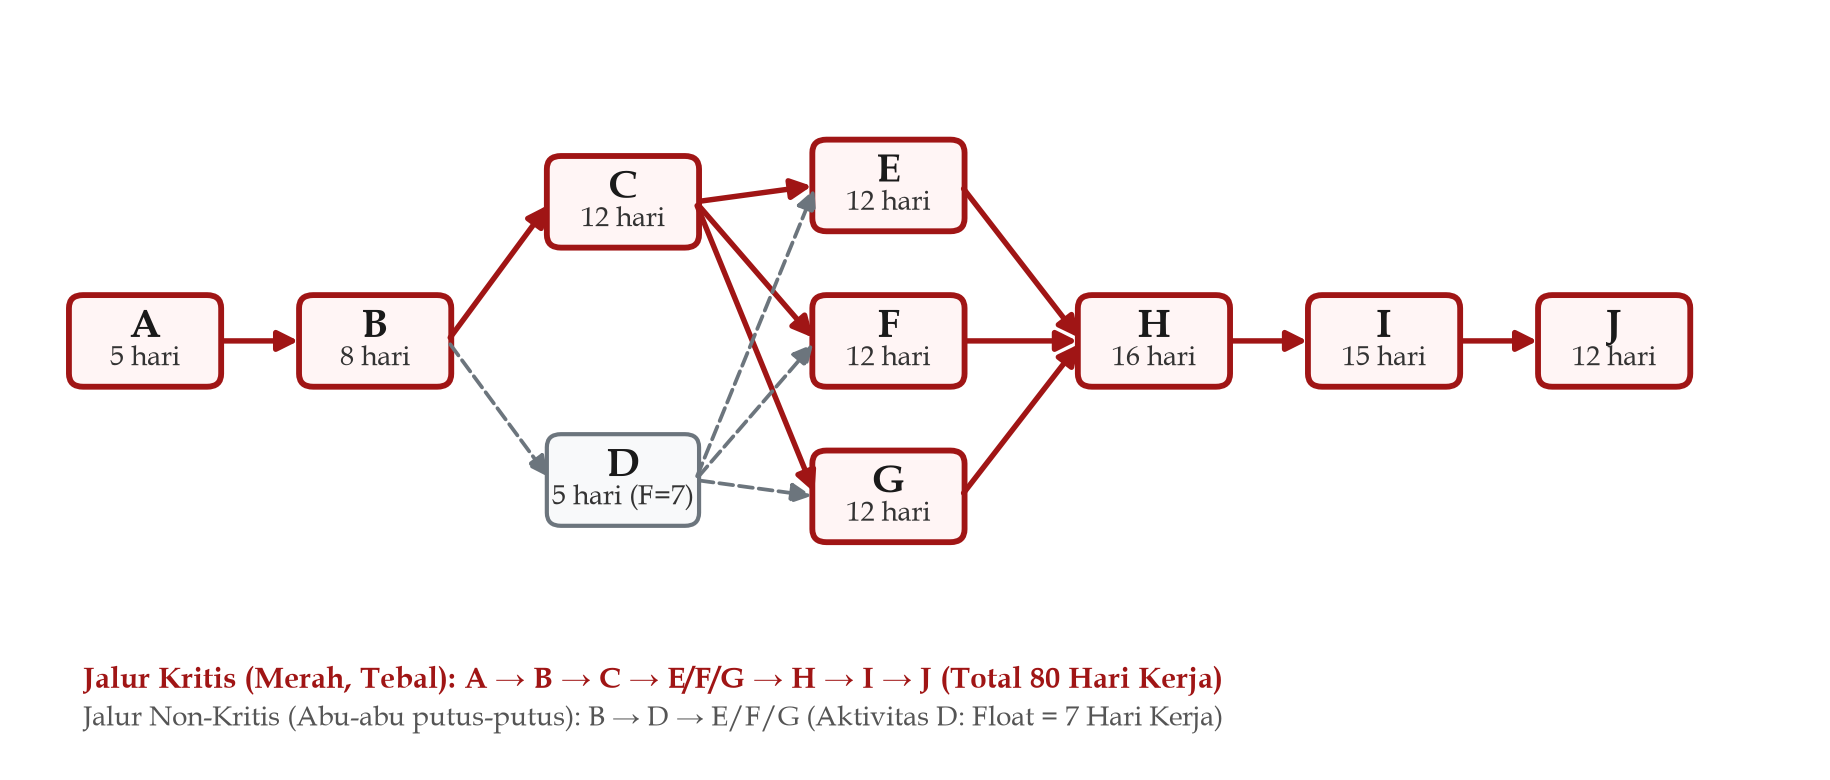 A
5 hari
B
8 hari
C
12 hari
D
5 hari (F=7)
E
12 hari
F
12 hari
G
12 hari
H
16 hari
I
15 hari
J
12 hari
Jalur Kritis (Merah, Tebal): A → B → C → E/F/G → H → I → J (Total 80 Hari Kerja)
Jalur Non-Kritis (Abu-abu putus-putus): B → D → E/F/G (Aktivitas D: Float = 7 Hari Kerja)